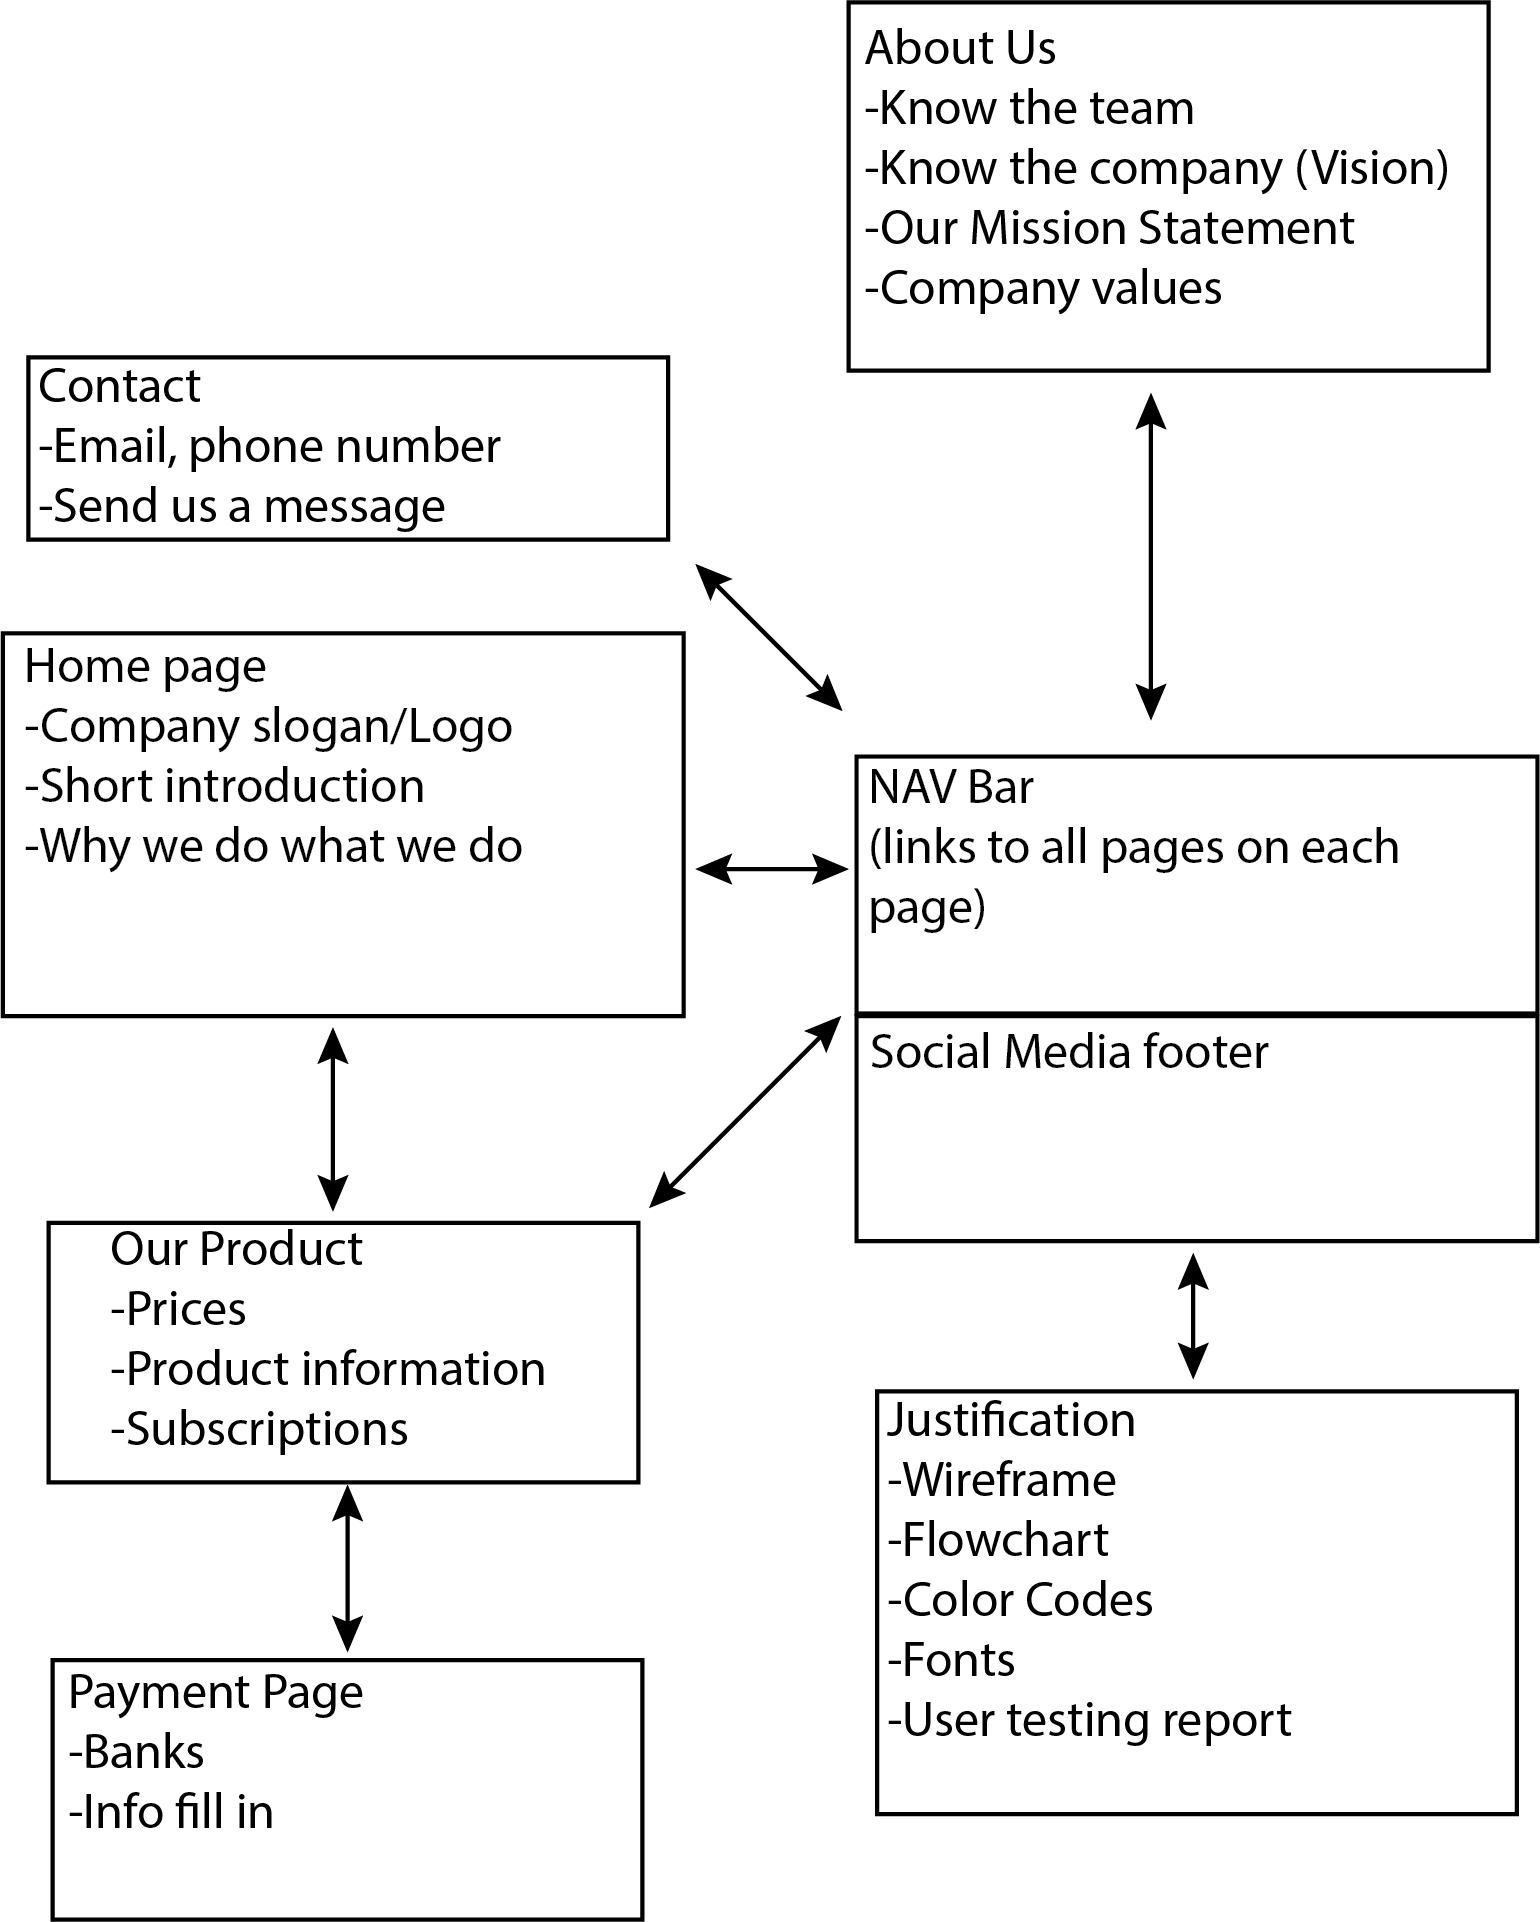 About Us
-Know the team
-Know the company (Vision)
-Our Mission Statement
-Company values
Contact
-Email, phone number
-Send us a message
Home page
-Company slogan/Logo
-Short introduction
-Why we do what we do
NAV Bar
(links to all pages on each
page)
Social Media footer
Our Product
-Prices
-Product information
-Subscriptions
Justification
-Wireframe
-Flowchart
-Color Codes
-Fonts
-User testing report
Payment Page
-Banks
-Info fill in